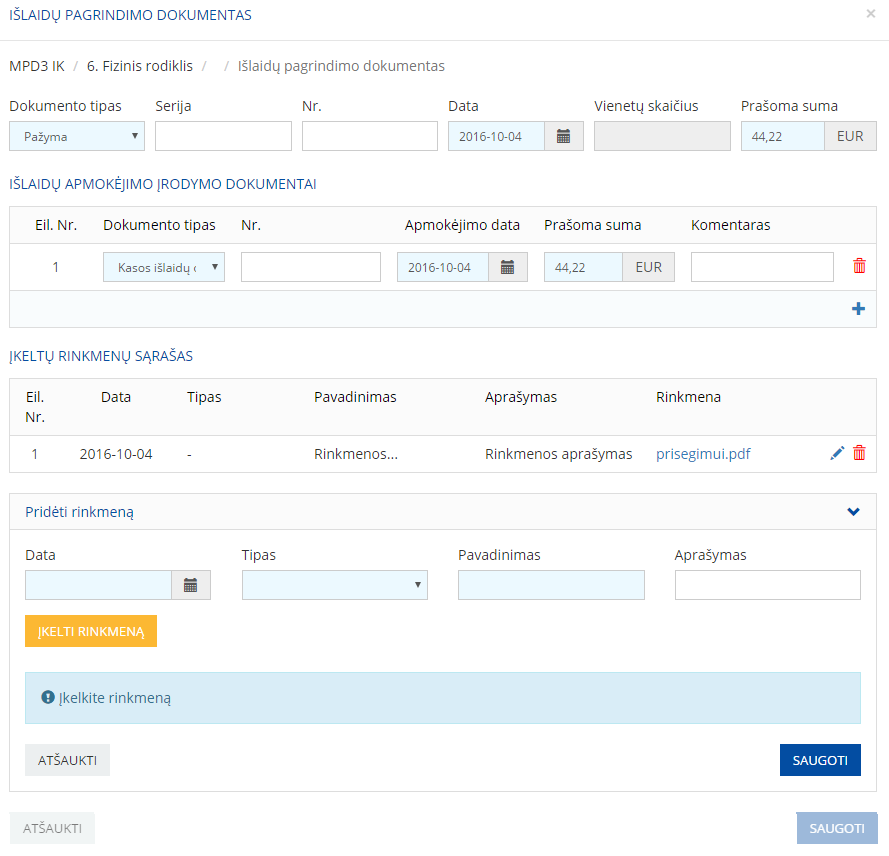 IŠLAIDŲ PAGRINDIMO DOKUMENTAS ×
MPD3 IK / 6. Fizinis rodiklis / / Išlaidų pagrindimo dokumentas
Dokumento tipas Serija Nr. Data Vienetų skaičius Prašoma suma
Pažyma 2016-10-04 44,22 EUR
IŠLAIDŲ APMOKĖJIMO ĮRODYMO DOKUMENTAI
Eil. Nr. Dokumento tipas Nr. Apmokėjimo data Prašoma suma Komentaras
1 Kasos išlaidų 2016-10-04 44,22 EUR
ĮKELTŲ RINKMENŲ SĄRAŠAS
Eil. Data Tipas Pavadinimas Aprašymas Rinkmena
Nr.
1 2016-10-04 - Rinkmenos... Rinkmenos aprašymas prisegimui.pdf
Pridėti rinkmeną
Data Tipas Pavadinimas Aprašymas
ĮKELTI RINKMENĄ
Įkelkite rinkmeną
ATŠAUKTI SAUGOTI
ATŠAUKTI SAUGOTI